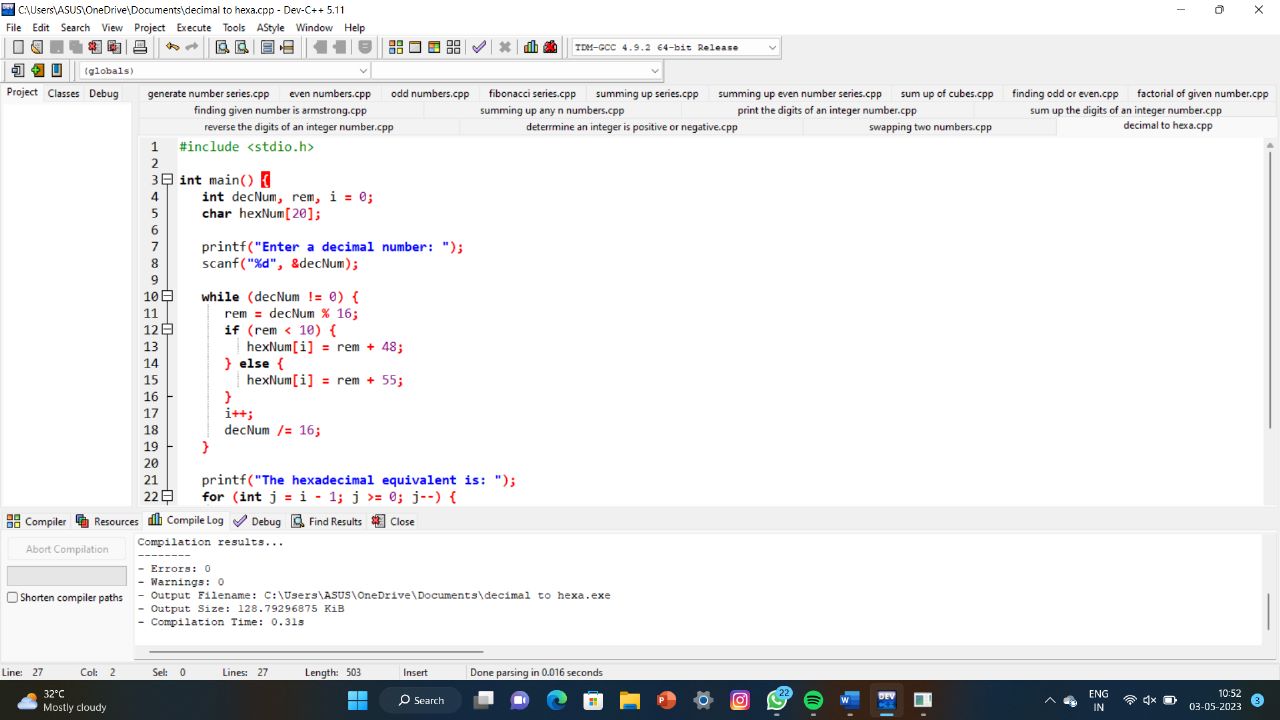 C:\Users\ASUS\OneDrive\Documents\decimal to hexa.cpp - Dev-C++ 5.11
File Edit Search View Project Execute Tools AStyle Window Help
TDM-GCC 4.9.2 64-bit Release
(globals)
Project Classes Debug
generate number series.cpp even numbers.cpp odd numbers.cpp fibonacci series.cpp summing up series.cpp summing up even number series.cpp sum up of cubes.cpp finding odd or even.cpp factorial of given number.cpp
finding given number is armstrong.cpp summing up any n numbers.cpp print the digits of an integer number.cpp sum up the digits of an integer number.cpp
reverse the digits of an integer number.cpp deterrmine an integer is positive or negative.cpp swapping two numbers.cpp decimal to hexa.cpp
1 #include <stdio.h>
2
3 int main() {
4 int decNum, rem, i = 0;
5 char hexNum[20];
6
7 printf("Enter a decimal number: ");
8 scanf("%d", &decNum);
9
10 while (decNum != 0) {
11 rem = decNum % 16;
12 if (rem < 10) {
13 hexNum[i] = rem + 48;
14 } else {
15 hexNum[i] = rem + 55;
16 }
17 i++;
18 decNum /= 16;
19 }
20
21 printf("The hexadecimal equivalent is: ");
22 for (int j = i - 1; j >= 0; j--) {
Compiler Resources Compile Log Debug Find Results Close
Abort Compilation
Shorten compiler paths
Compilation results...
--------
- Errors: 0
- Warnings: 0
- Output Filename: C:\Users\ASUS\OneDrive\Documents\decimal to hexa.exe
- Output Size: 128.79296875 KiB
- Compilation Time: 0.31s
Line: 27 Col: 2 Sel: 0 Lines: 27 Length: 503 Insert Done parsing in 0.016 seconds
32°C
Mostly cloudy
Search
22
DEV
ENG
IN
10:52
03-05-2023
3